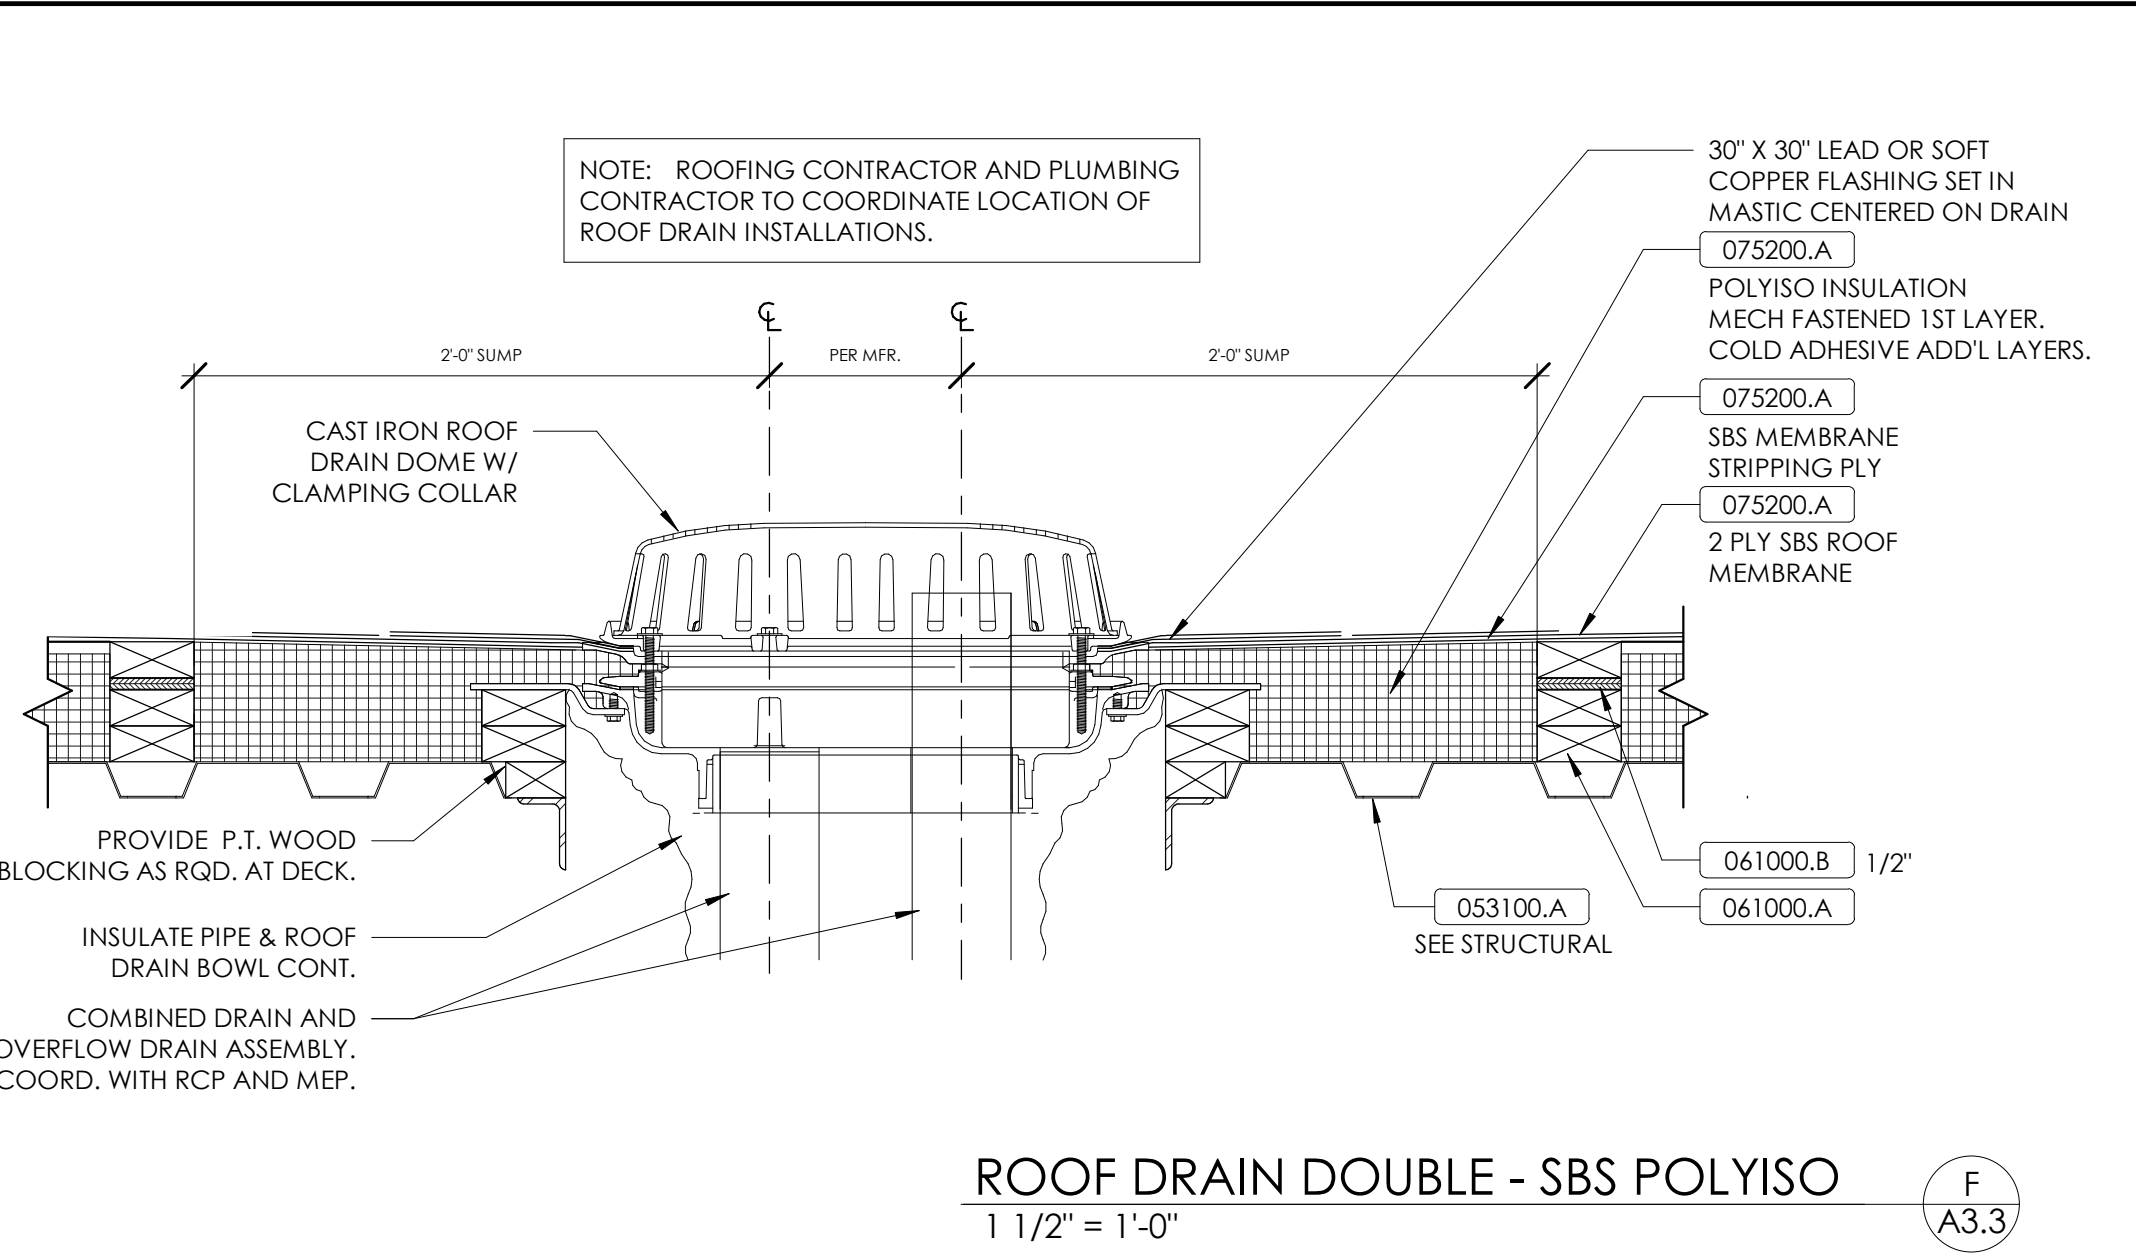 NOTE: ROOFING CONTRACTOR AND PLUMBING
CONTRACTOR TO COORDINATE LOCATION OF
ROOF DRAIN INSTALLATIONS.
30" X 30" LEAD OR SOFT
COPPER FLASHING SET IN
MASTIC CENTERED ON DRAIN
075200.A
POLYISO INSULATION
MECH FASTENED 1ST LAYER.
COLD ADHESIVE ADD'L LAYERS.
075200.A
SBS MEMBRANE
STRIPPING PLY
075200.A
2 PLY SBS ROOF
MEMBRANE
℄ ℄
2'-0" SUMP PER MFR. 2'-0" SUMP
CAST IRON ROOF
DRAIN DOME W/
CLAMPING COLLAR
PROVIDE P.T. WOOD
BLOCKING AS RQD. AT DECK.
INSULATE PIPE & ROOF
DRAIN BOWL CONT.
COMBINED DRAIN AND
OVERFLOW DRAIN ASSEMBLY.
COORD. WITH RCP AND MEP.
061000.B 1/2"
061000.A
053100.A
SEE STRUCTURAL
ROOF DRAIN DOUBLE - SBS POLYISO
1 1/2" = 1'-0"
F
A3.3